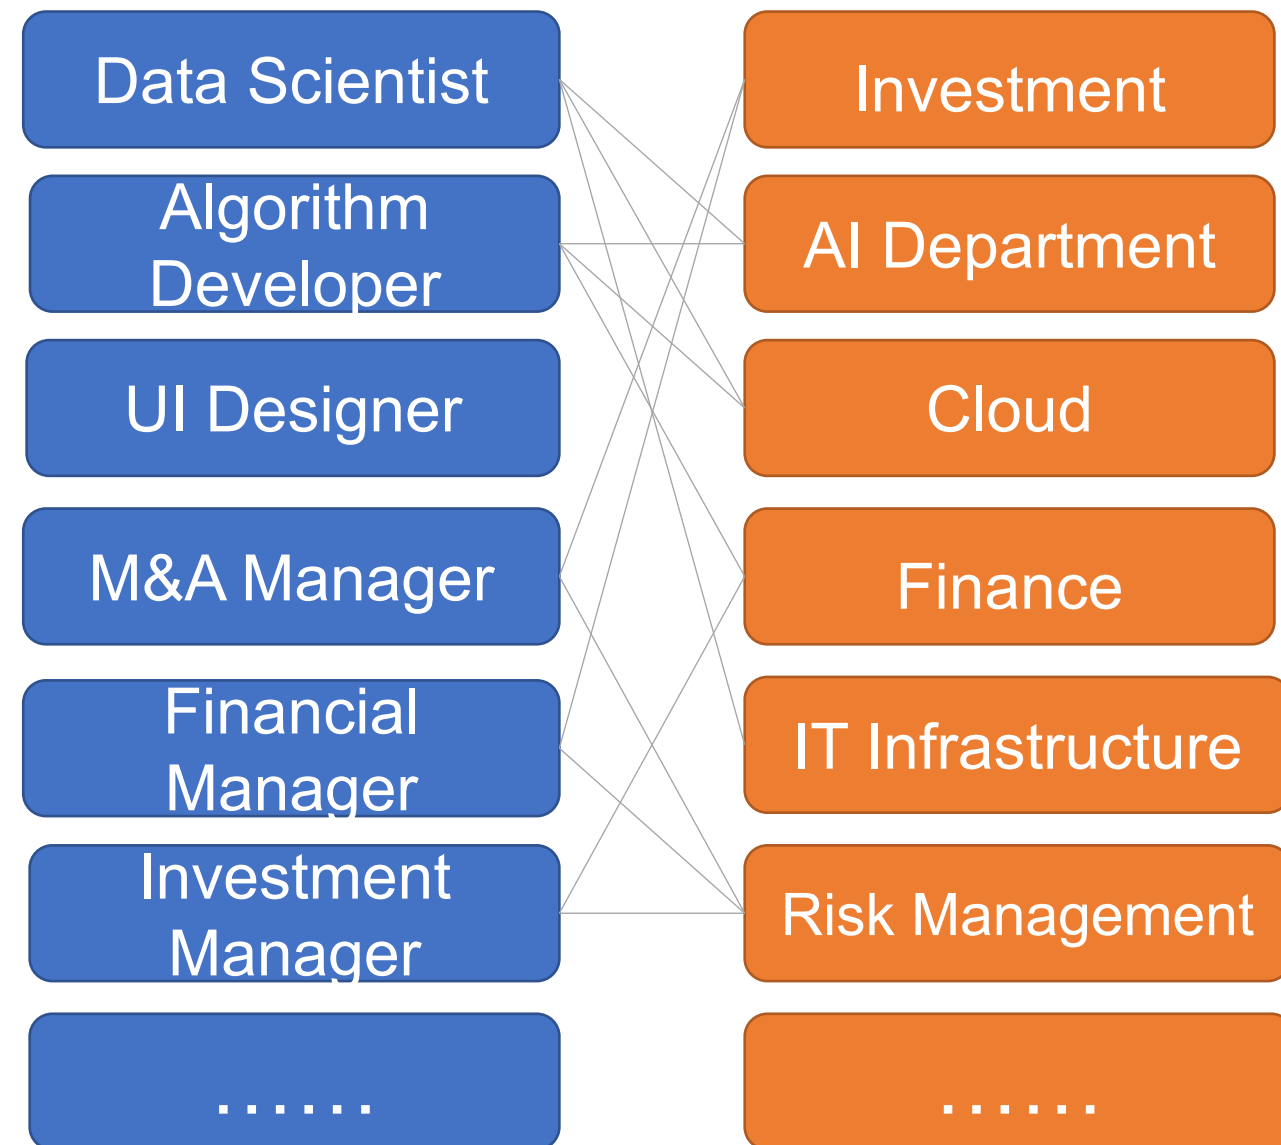 Data Scientist
Investment
Algorithm
Developer
AI Department
UI Designer
Cloud
M&A Manager
Finance
Financial
Manager
IT Infrastructure
Investment
Manager
Risk Management
......
......